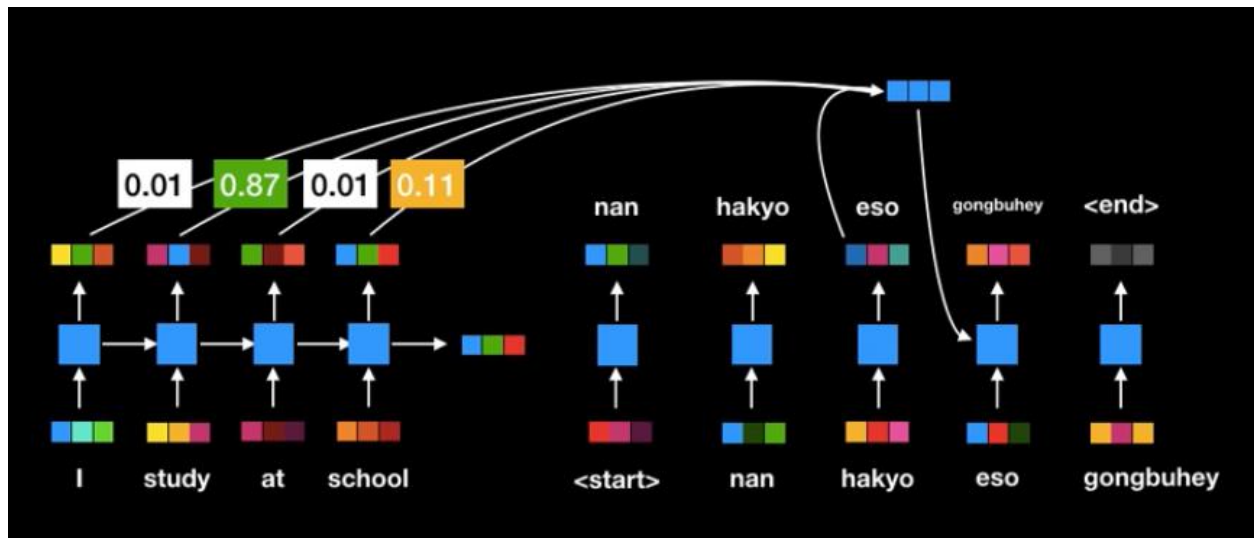 0.01 0.87 0.01 0.11
nan hakyo eso gongbuhey <end>
I study at school <start> nan hakyo eso gongbuhey